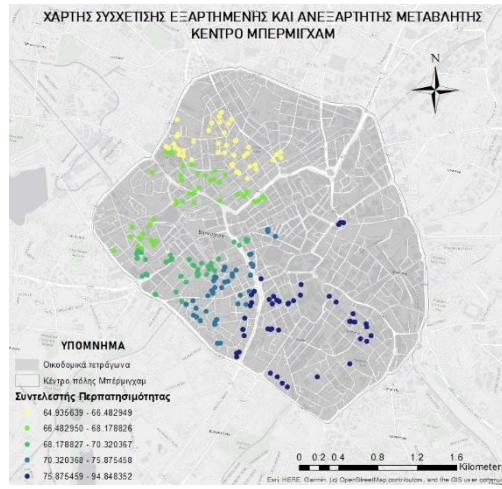 ΧΑΡΤΗΣ ΣΥΣΧΕΤΙΣΗΣ ΕΞΑΡΤΗΜΕΝΗΣ ΚΑΙ ΑΝΕΞΑΡΤΗΤΗΣ ΜΕΤΑΒΛΗΤΗΣ
ΚΕΝΤΡΟ ΜΠΕΡΜΙΓΧΑΜ
N
ΥΠΟΜΝΗΜΑ
Οικοδομικά τετράγωνα
Κέντρο πόλης Μπέρμιγχαμ
Συντελεστής Περπατησιμότητας
64.935639 - 66.482949
66.482950 - 68.178826
68.178827 - 70.320367
70.320368 - 75.875458
75.875459 - 94.848352
0 0.2 0.4 0.8 1.2 1.6
Kilometer
Esri, HERE, Garmin, (c) OpenStreetMap contributors, and the GIS user